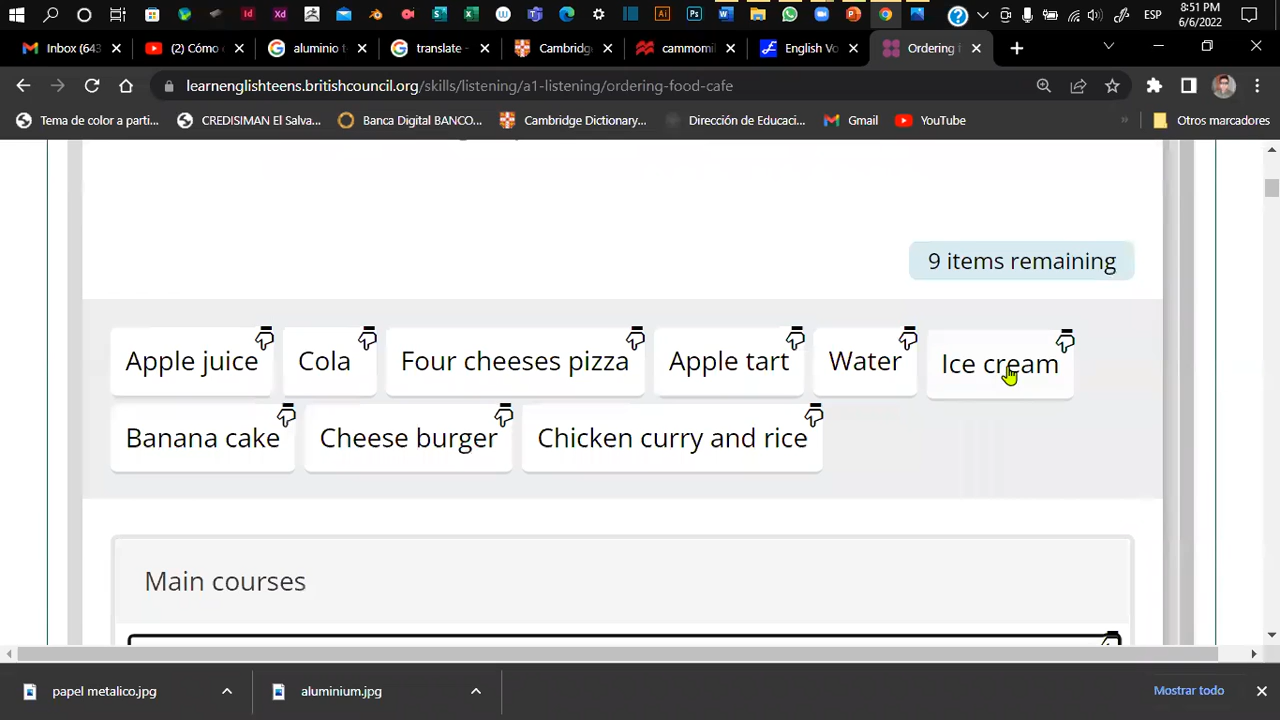 8:51 PM
ESP
6/6/2022
Inbox (643
(2) Cómo
aluminio t
translate -
Cambridg
cammomi
English Vo
Ordering
learnenglishteens.britishcouncil.org/skills/listening/a1-listening/ordering-food-cafe
Tema de color a parti...
CREDISIMAN El Salva...
Banca Digital BANCO...
Cambridge Dictionary...
Dirección de Educaci...
Gmail
YouTube
Otros marcadores
9 items remaining
Apple juice
Cola
Four cheeses pizza
Apple tart
Water
Ice cream
Banana cake
Cheese burger
Chicken curry and rice
Main courses
papel metalico.jpg
aluminium.jpg
Mostrar todo